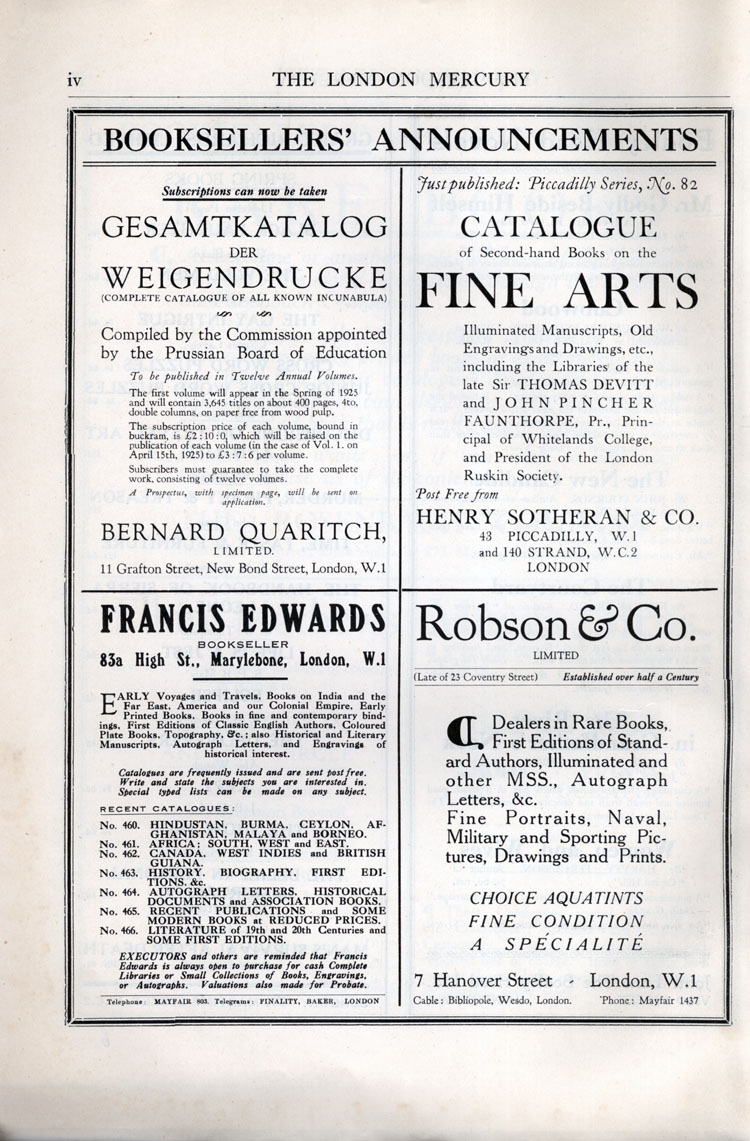 iv
THE LONDON MERCURY
BOOKSELLERS' ANNOUNCEMENTS
Subscriptions can now be taken
GESAMTKATALOG
DER
WEIGENDRUCKE
(COMPLETE CATALOGUE OF ALL KNOWN INCUNABULA)
Compiled by the Commission appointed
by the Prussian Board of Education
To be published in Twelve Annual Volumes.
The first volume will appear in the Spring of 1925
and will contain 3,645 titles on about 400 pages, 4to,
double columns, on paper free from wood pulp.
The subscription price of each volume, bound in
buckram, is £2 : 10 : 0, which will be raised on the
publication of each volume (in the case of Vol. 1. on
April 15th, 1925) to £3 : 7 : 6 per volume.
Subscribers must guarantee to take the complete
work, consisting of twelve volumes.
A Prospectus, with specimen page, will be sent on
application.
BERNARD QUARITCH,
LIMITED.
11 Grafton Street, New Bond Street, London, W.1
Just published: Piccadilly Series, No. 82
CATALOGUE
of Second-hand Books on the
FINE ARTS
Illuminated Manuscripts, Old
Engravings and Drawings, etc.,
including the Libraries of the
late Sir THOMAS DEVITT
and JOHN PINCHER
FAUNTHORPE, Pr., Prin-
cipal of Whitelands College,
and President of the London
Ruskin Society.
Post Free from
HENRY SOTHERAN & CO.
43 PICCADILLY, W.1
and 140 STRAND, W.C.2
LONDON
FRANCIS EDWARDS
BOOKSELLER
83a High St., Marylebone, London, W.1
EARLY Voyages and Travels, Books on India and the
Far East, America and our Colonial Empire. Early
Printed Books. Books in fine and contemporary bind-
ings. First Editions of Classic English Authors. Coloured
Plate Books. Topography, &c. ; also Historical and Literary
Manuscripts. Autograph Letters, and Engravings of
historical interest.
Catalogues are frequently issued and are sent post free.
Write and state the subjects you are interested in.
Special typed lists can be made on any subject.
RECENT CATALOGUES:
No. 460. HINDUSTAN, BURMA, CEYLON, AF-
GHANISTAN, MALAYA and BORNEO.
No. 461. AFRICA: SOUTH, WEST and EAST.
No. 462. CANADA, WEST INDIES and BRITISH
GUIANA.
No. 463. HISTORY, BIOGRAPHY, FIRST EDI-
TIONS, &c.
No. 464. AUTOGRAPH LETTERS, HISTORICAL
DOCUMENTS and ASSOCIATION BOOKS.
No. 465. RECENT PUBLICATIONS and SOME
MODERN BOOKS at REDUCED PRICES.
No. 466. LITERATURE of 19th and 20th Centuries and
SOME FIRST EDITIONS.
EXECUTORS and others are reminded that Francis
Edwards is always open to purchase for cash Complete
Libraries or Small Collections of Books, Engravings,
or Autographs. Valuations also made for Probate.
Telephone: MAYFAIR 803. Telegrams: FINALITY, BAKER, LONDON
Robson & Co.
LIMITED
(Late of 23 Coventry Street) Established over half a Century
Dealers in Rare Books,
First Editions of Stand-
ard Authors, Illuminated and
other MSS., Autograph
Letters, &c.
Fine Portraits, Naval,
Military and Sporting Pic-
tures, Drawings and Prints.
CHOICE AQUATINTS
FINE CONDITION
A SPÉCIALITÉ
7 Hanover Street - London, W.1
Cable: Bibliopole, Wesdo, London. 'Phone: Mayfair 1437